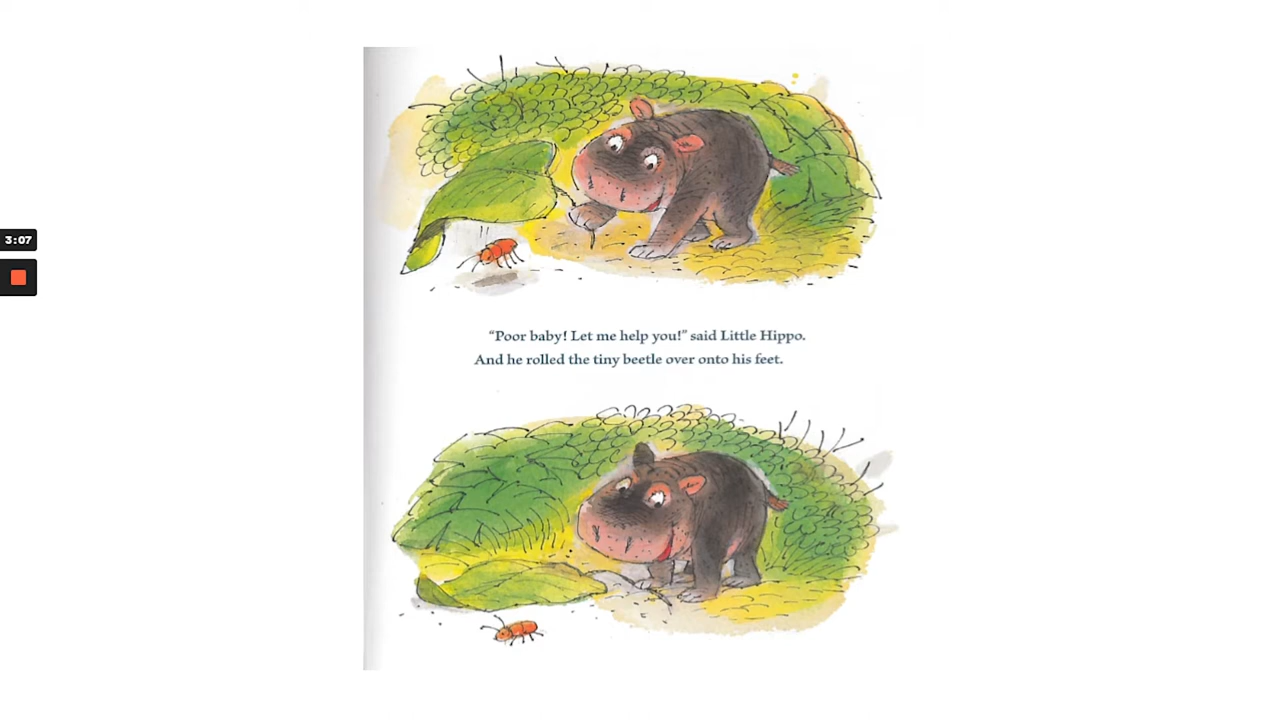 3:07
“Poor baby! Let me help you!” said Little Hippo.
And he rolled the tiny beetle over onto his feet.